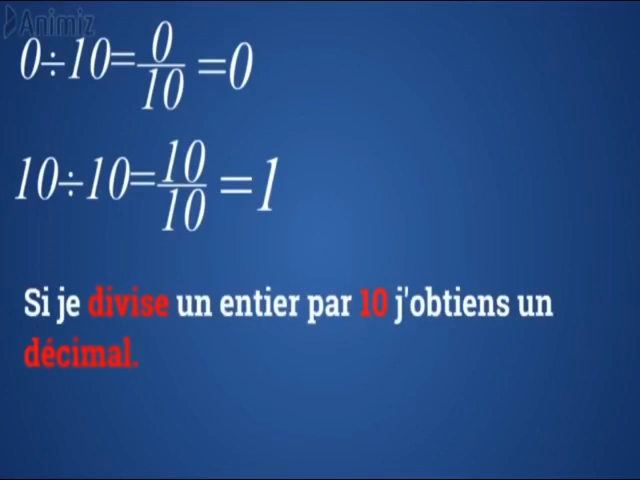 Animiz
0÷10=0/10=0
10÷10=10/10=1
Si je divise un entier par 10 j'obtiens un
décimal.